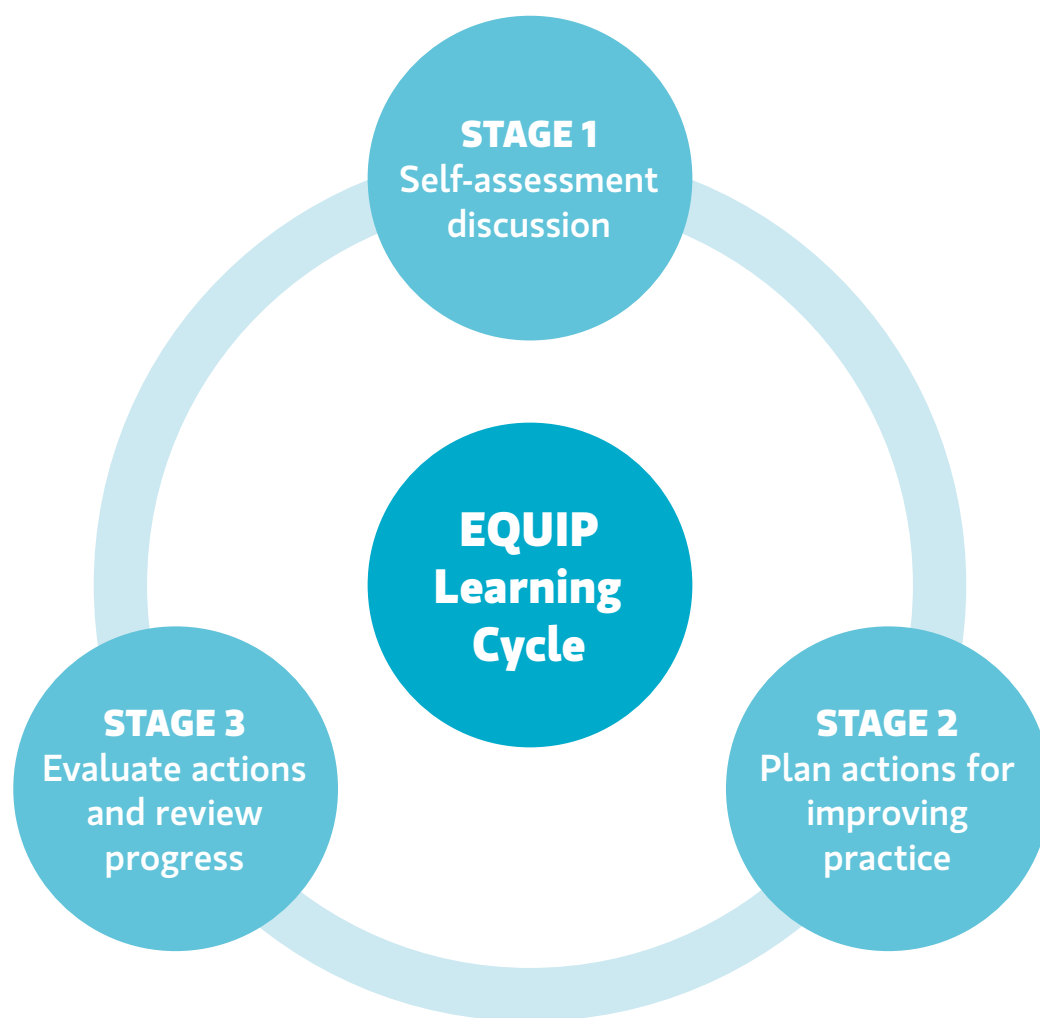 STAGE 1
Self-assessment
discussion
EQUIP
Learning
Cycle
STAGE 3
Evaluate actions
and review
progress
STAGE 2
Plan actions for
improving
practice